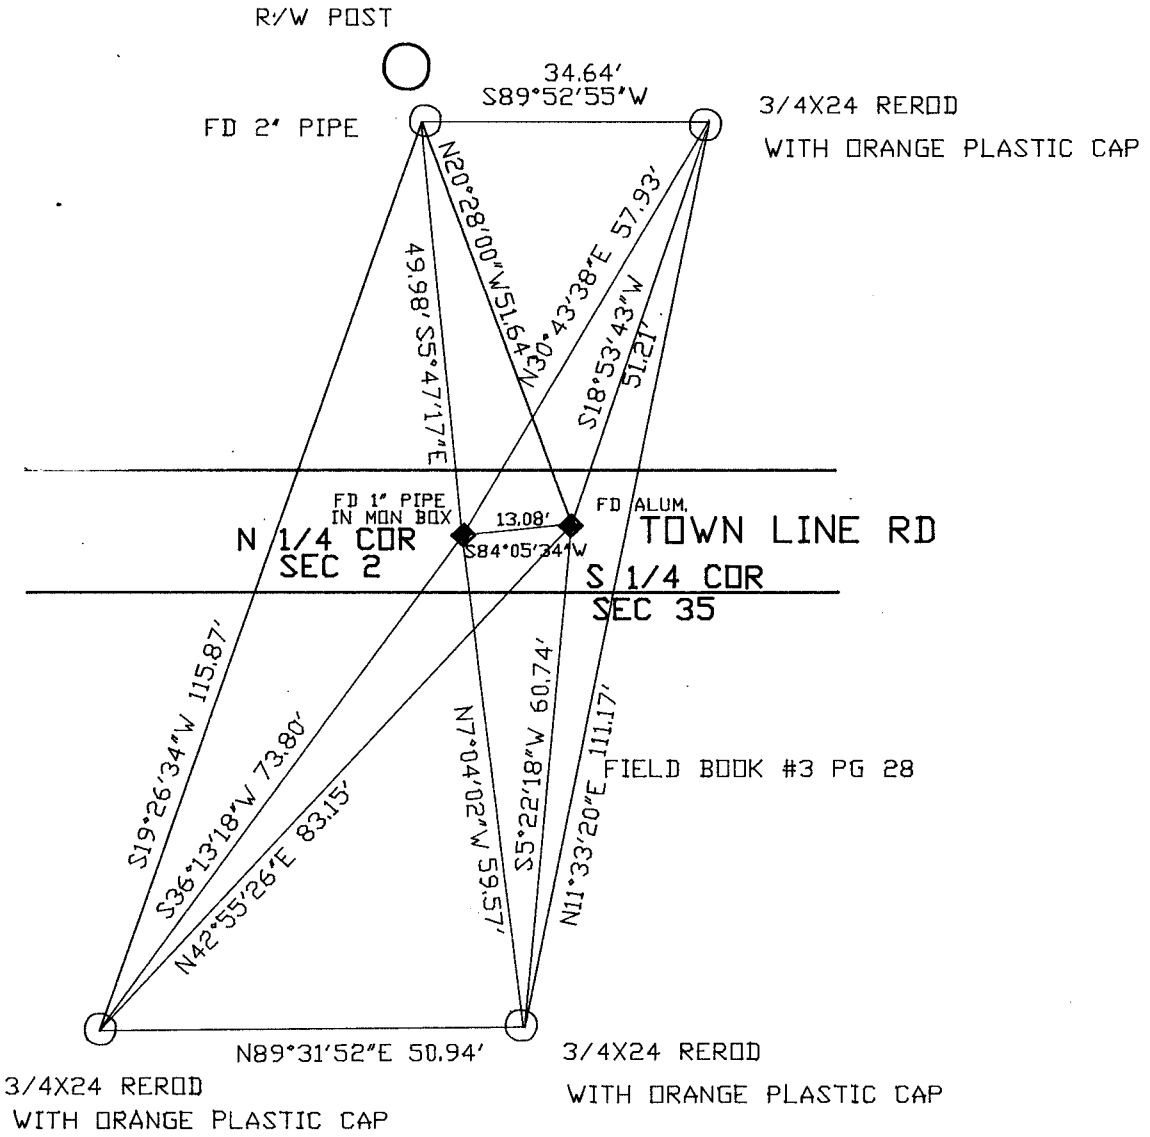 R/W POST
34.64'
S89°52'55"W
3/4X24 REROD
WITH ORANGE PLASTIC CAP
FD 2" PIPE
N20°28'00"W51.64'
N30°43'38"E 57.93'
49.98' S5°47'17"E
S18°53'43"W
51.21'
FD 1" PIPE
IN MON BOX
13.08'
S84°05'34"W
FD ALUM.
TOWN LINE RD
N 1/4 COR
SEC 2
S 1/4 COR
SEC 35
S19°26'34"W 115.87'
S36°13'18"W 73.80'
N42°55'26"E 83.15'
N7°04'02"W 59.57'
S5°22'18"W 60.74'
N11°33'20"E 111.17'
FIELD BOOK #3 PG 28
N89°31'52"E 50.94'
3/4X24 REROD
WITH ORANGE PLASTIC CAP
3/4X24 REROD
WITH ORANGE PLASTIC CAP